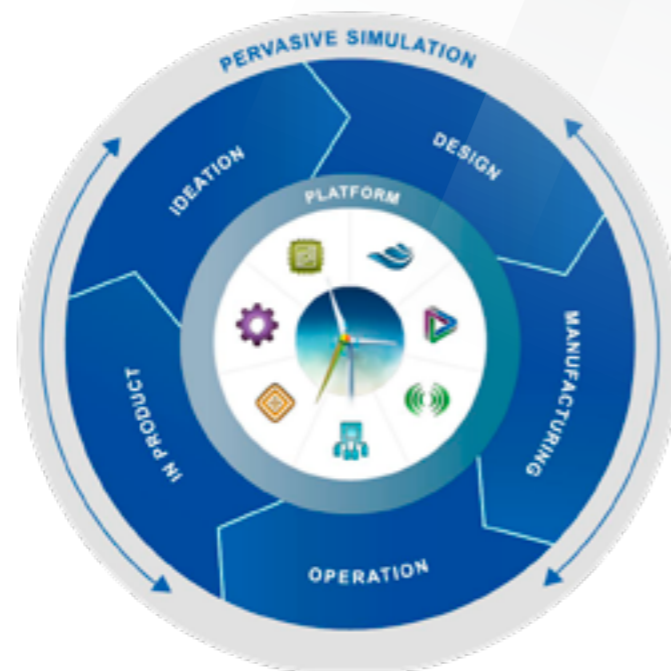 PERVASIVE SIMULATION
IDEATION
DESIGN
PLATFORM
MANUFACTURING
IN PRODUCT
OPERATION